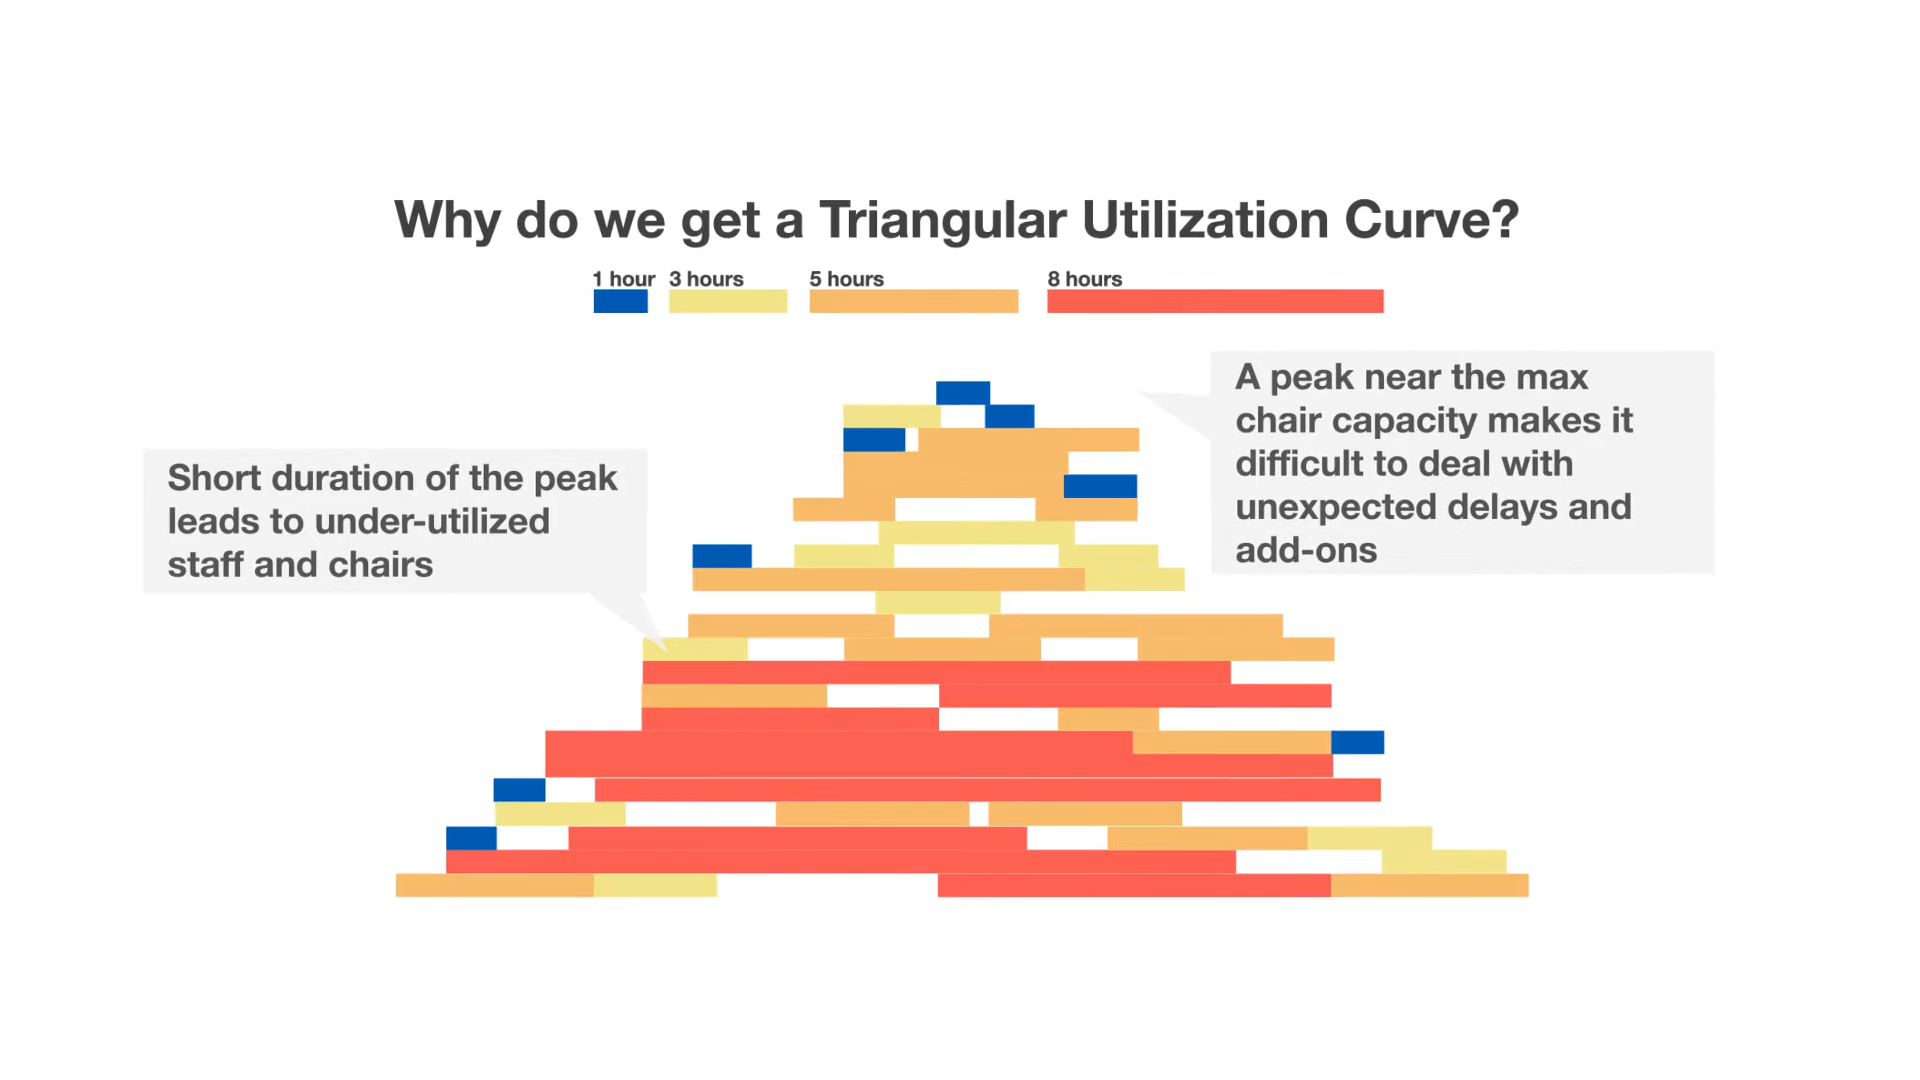 Why do we get a Triangular Utilization Curve?
1 hour 3 hours 5 hours 8 hours
Short duration of the peak
leads to under-utilized
staff and chairs
A peak near the max
chair capacity makes it
difficult to deal with
unexpected delays and
add-ons